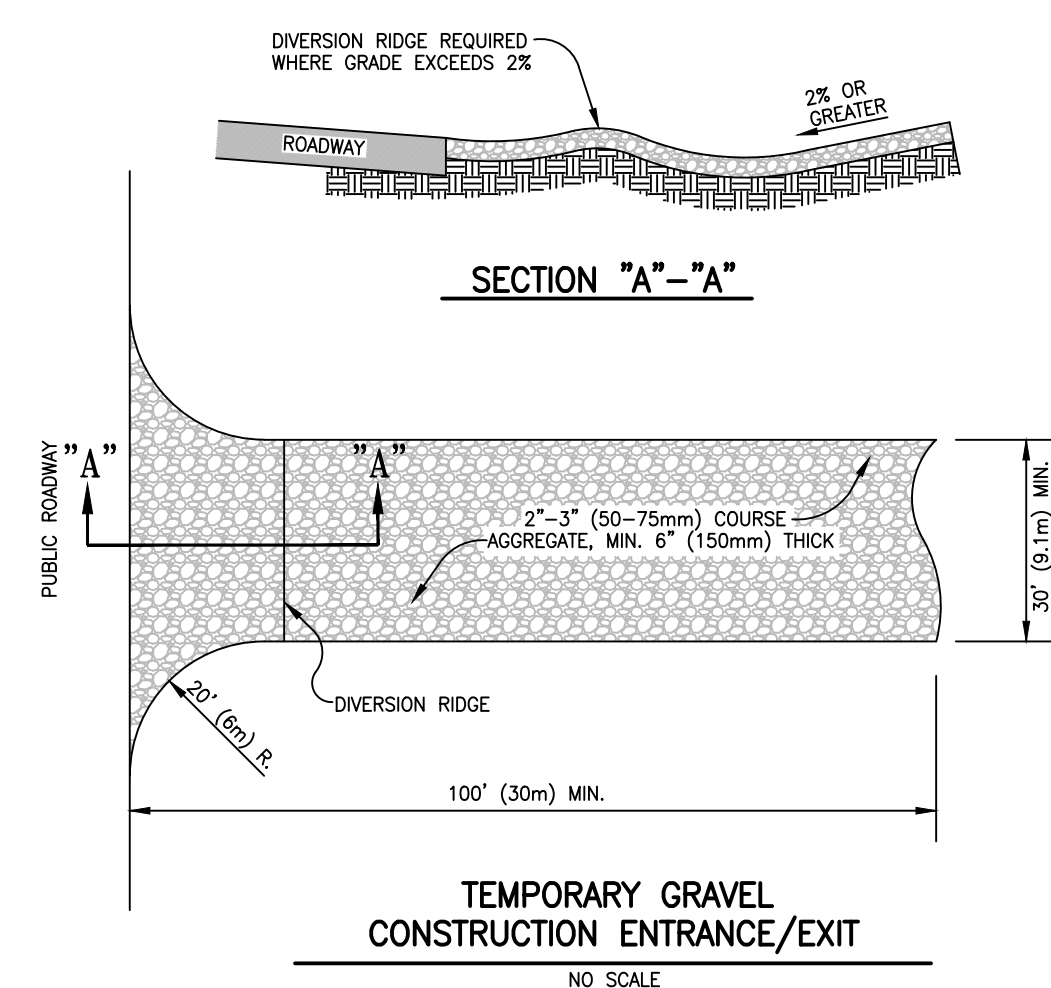 DIVERSION RIDGE REQUIRED
WHERE GRADE EXCEEDS 2%
2% OR
GREATER
ROADWAY
SECTION "A"-"A"
PUBLIC ROADWAY
"A"
"A"
2"-3" (50-75mm) COURSE
AGGREGATE, MIN. 6" (150mm) THICK
30' (9.1m) MIN.
DIVERSION RIDGE
20' (6m) R.
100' (30m) MIN.
TEMPORARY GRAVEL
CONSTRUCTION ENTRANCE/EXIT
NO SCALE